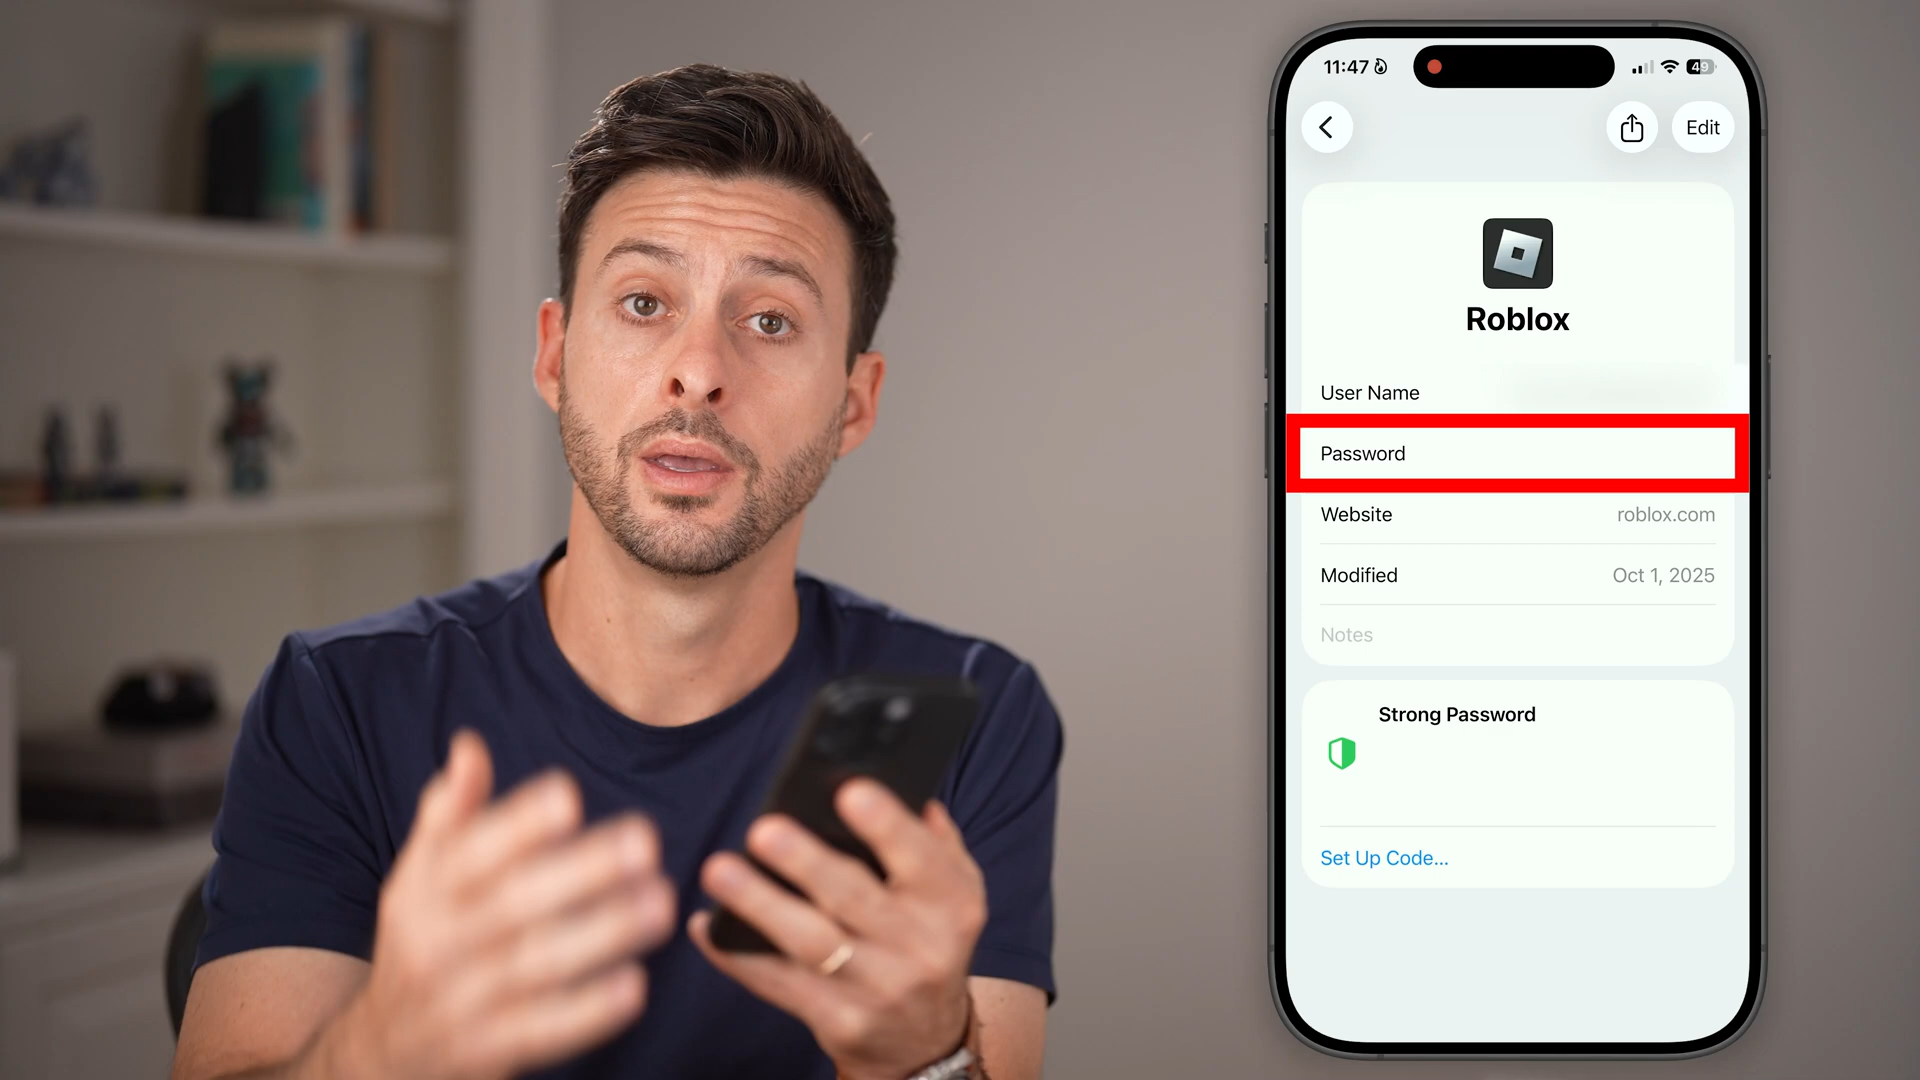 11:47
49
Edit
Roblox
User Name
Password
Website roblox.com
Modified Oct 1, 2025
Notes
Strong Password
Set Up Code...